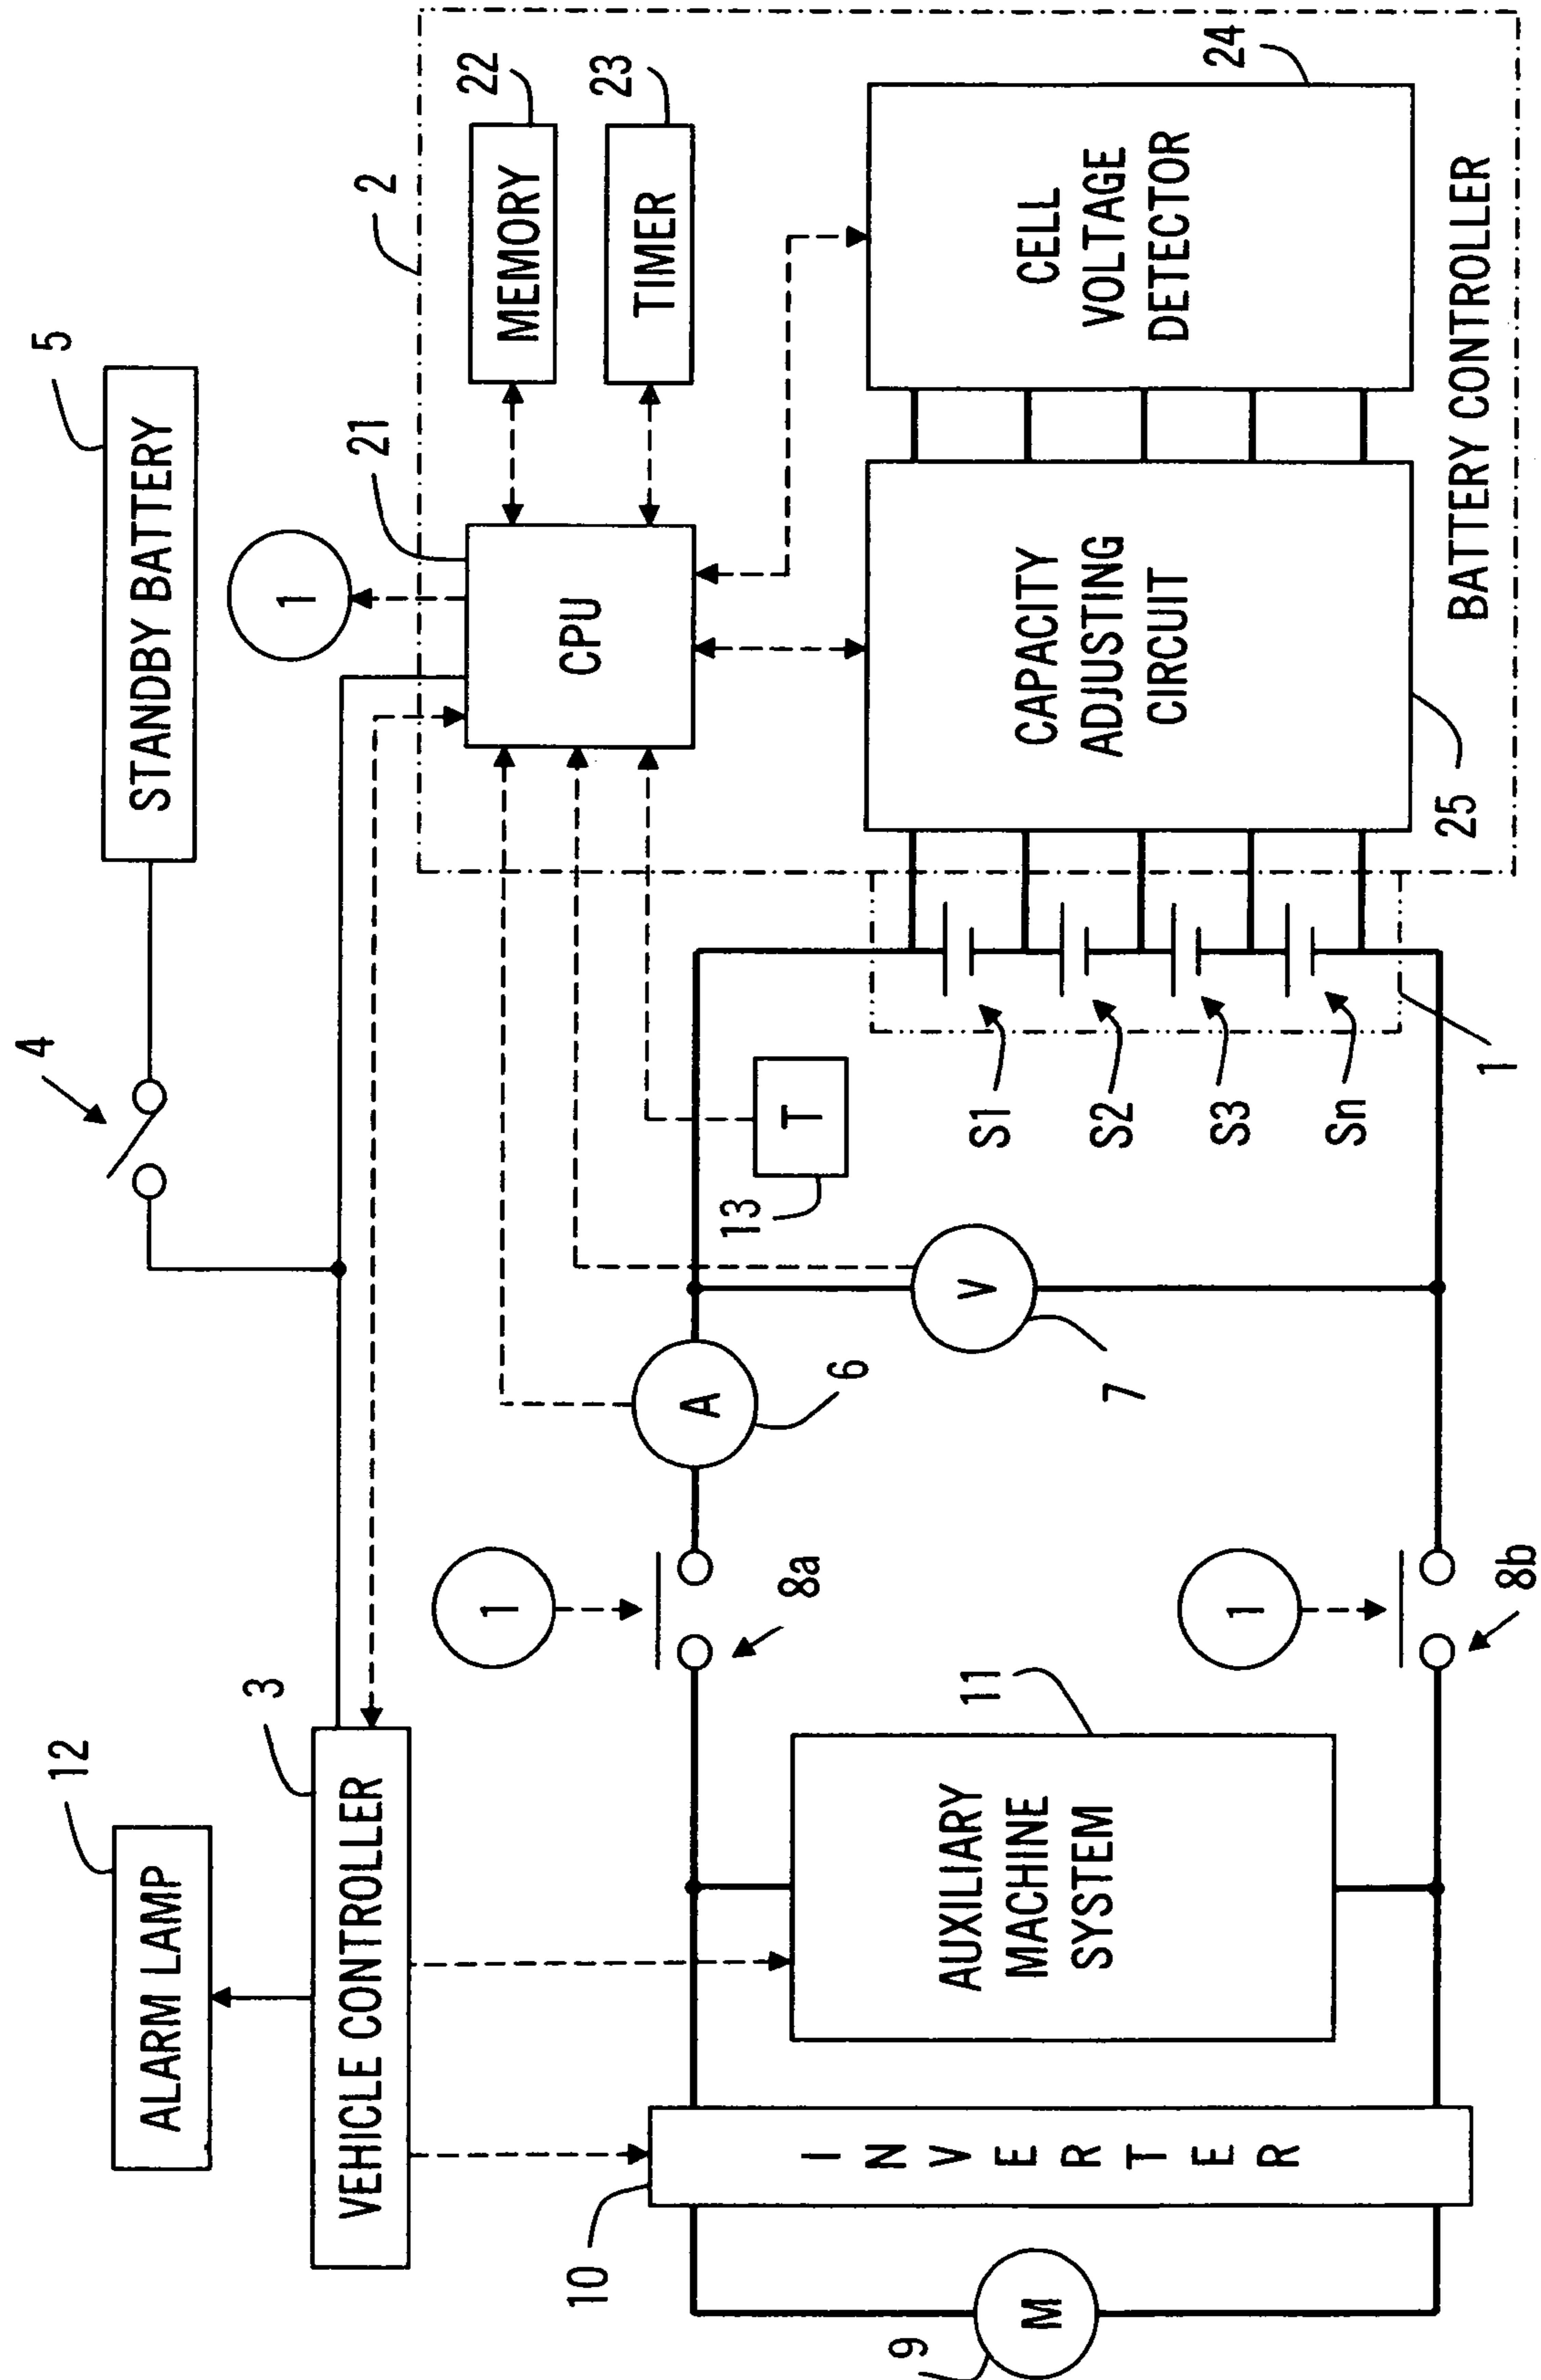 12
4
5
ALARM LAMP
STANDBY BATTERY
3
1
21
2
VEHICLE CONTROLLER
22
1
MEMORY
CPU
23
TIMER
10
A
13
8a
6
T
9
INVERTER
11
AUXILIARY
MACHINE
SYSTEM
V
7
S1
S2
S3
Sn
CAPACITY
ADJUSTING
CIRCUIT
CELL
VOLTAGE
DETECTOR
24
M
1
8b
1
25
BATTERY CONTROLLER